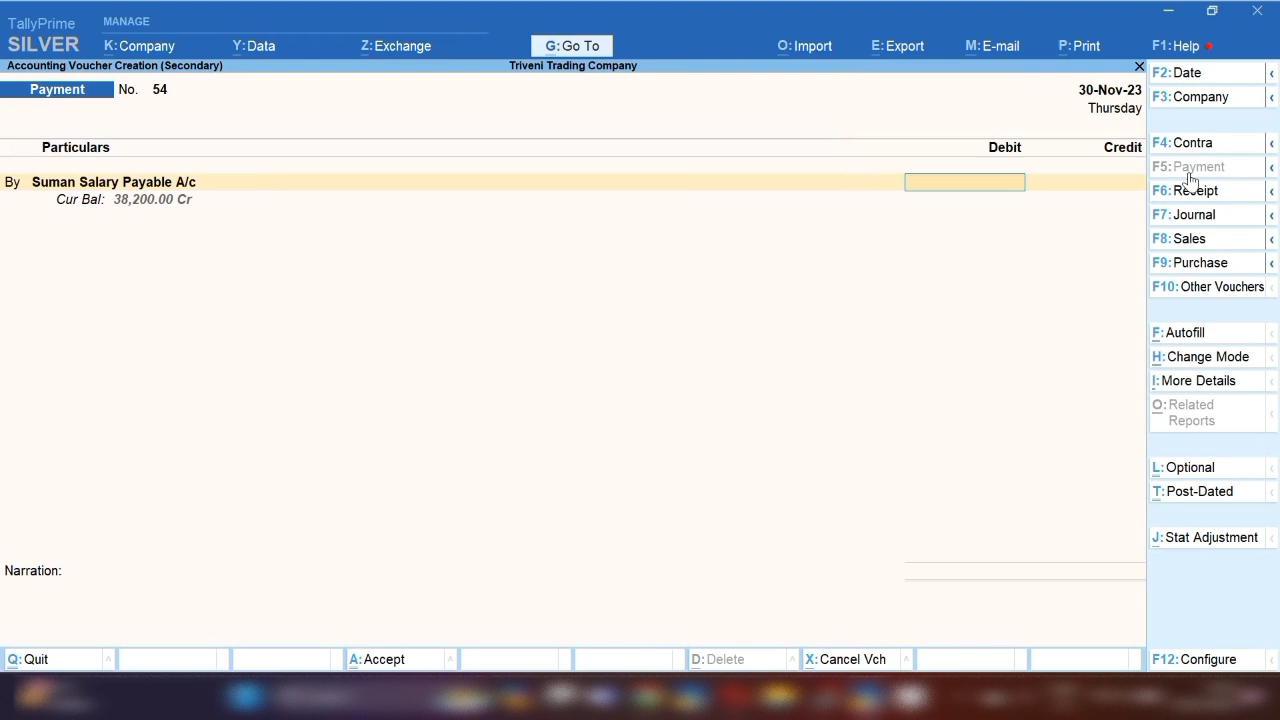 TallyPrime
SILVER
MANAGE
K:Company
Y:Data
Z:Exchange
G:Go To
O:Import
E:Export
M:E-mail
P:Print
F1:Help
Accounting Voucher Creation (Secondary)
Triveni Trading Company
Payment No. 54
30-Nov-23
Thursday
Particulars Debit Credit
By Suman Salary Payable A/c
Cur Bal: 38,200.00 Cr
Narration:
F2:Date
F3:Company
F4:Contra
F5:Payment
F6:Receipt
F7:Journal
F8:Sales
F9:Purchase
F10:Other Vouchers
F:Autofill
H:Change Mode
I:More Details
O:Related
Reports
L:Optional
T:Post-Dated
J:Stat Adjustment
Q:Quit
A:Accept
D:Delete
X:Cancel Vch
F12:Configure